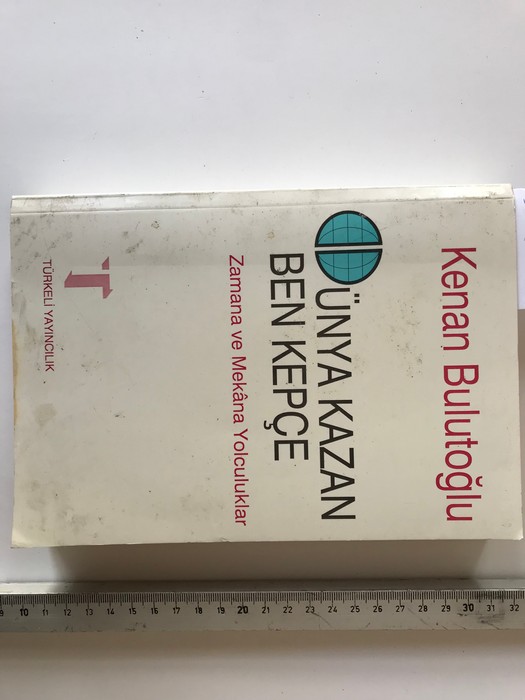 Kenan Bulutoğlu
DÜNYA KAZAN
BEN KEPÇE
Zamana ve Mekâna Yolculuklar
T
TÜRKELİ YAYINCILIK
9 10 11 12 13 14 15 16 17 18 19 20 21 22 23 24 25 26 27 28 29 30 31 32